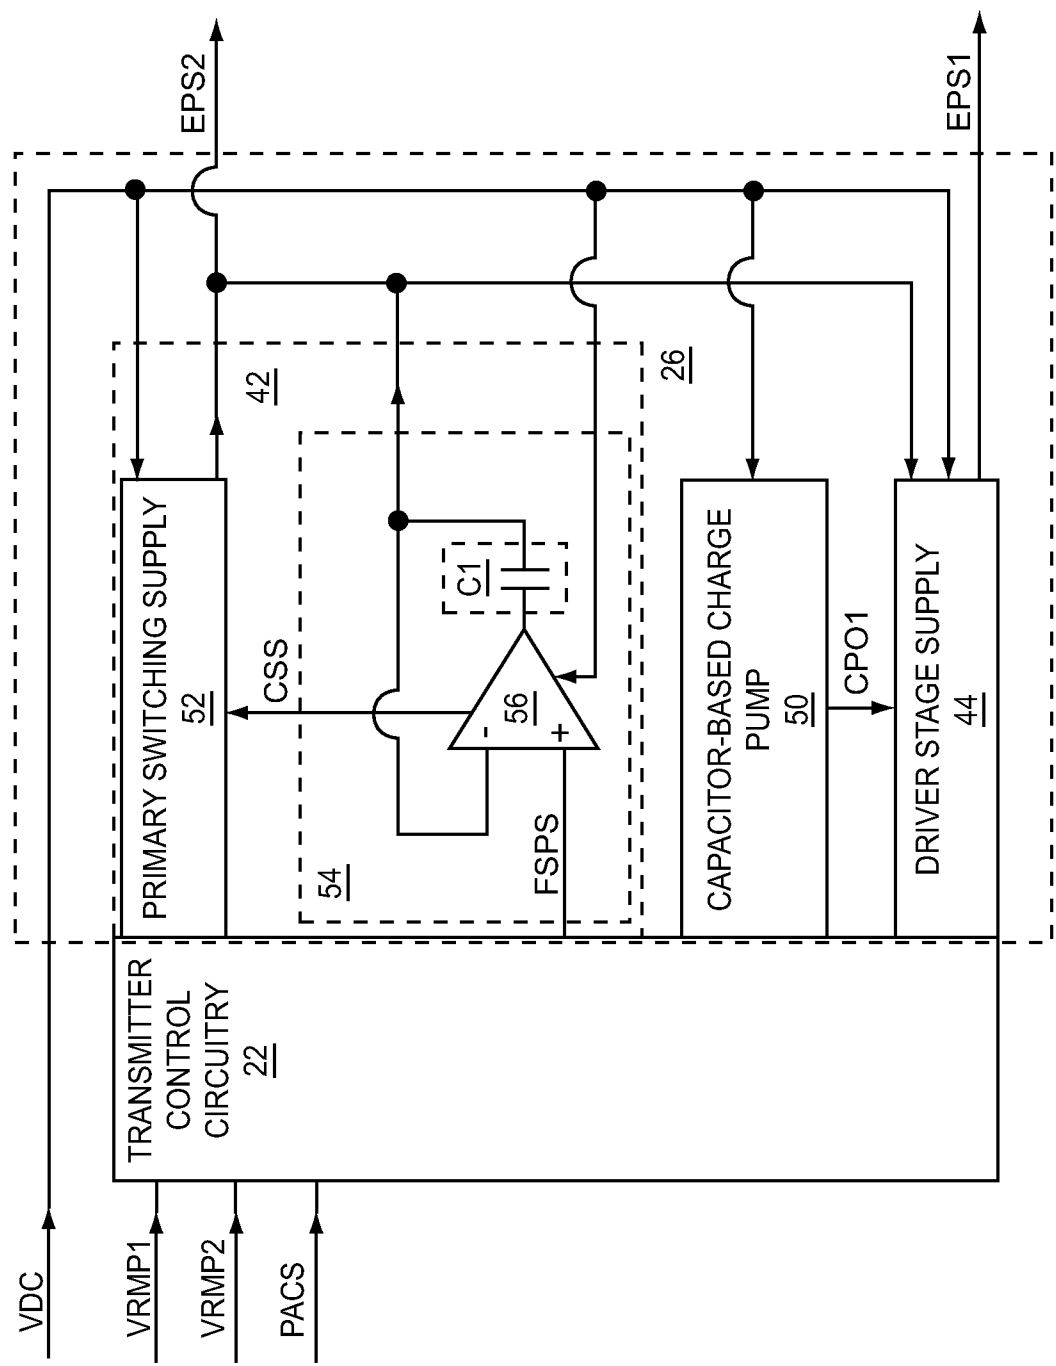 VDC
VRMP1
VRMP2
PACS
TRANSMITTER
CONTROL
CIRCUITRY
22
PRIMARY SWITCHING SUPPLY
52
42
CSS
54
C1
56
-
+
FSPS
26
CAPACITOR-BASED CHARGE
PUMP
50
CPO1
DRIVER STAGE SUPPLY
44
EPS2
EPS1